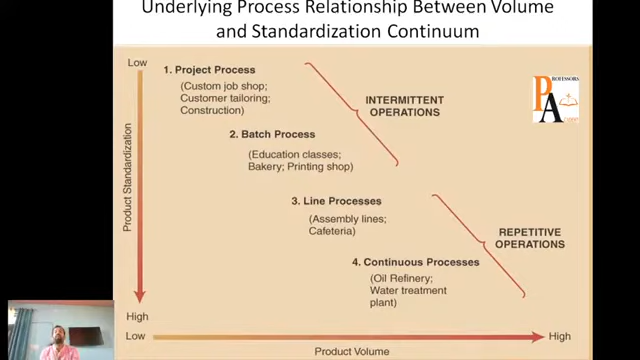 Underlying Process Relationship Between Volume
and Standardization Continuum
Low
1. Project Process
(Custom job shop;
Customer tailoring;
Construction)
INTERMITTENT
OPERATIONS
PROFESSORS
PA
2. Batch Process
(Education classes;
Bakery; Printing shop)
Product Standardization
3. Line Processes
(Assembly lines;
Cafeteria)
REPETITIVE
OPERATIONS
4. Continuous Processes
(Oil Refinery;
Water treatment
plant)
High
Low
High
Product Volume